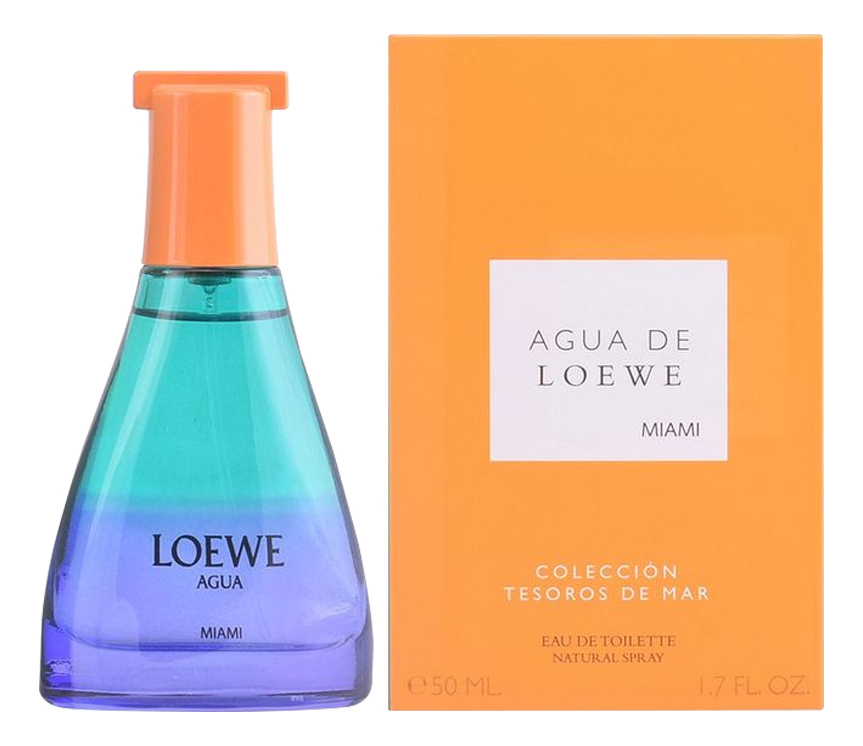 LOEWE
AGUA
MIAMI
AGUA DE
LOEWE
MIAMI
COLECCIÓN
TESOROS DE MAR
EAU DE TOILETTE
NATURAL SPRAY
℮50 ML. 1.7 FL. OZ.